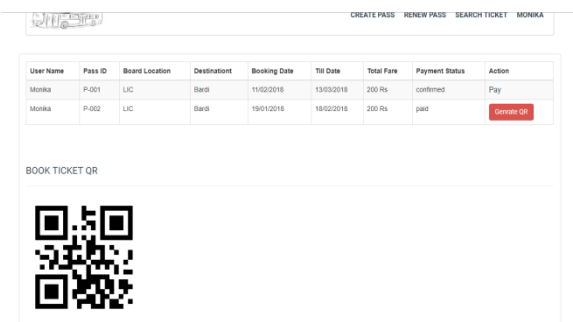 CREATE PASS RENEW PASS SEARCH TICKET MONIKA
User Name Pass ID Board Location Destinationt Booking Date Till Date Total Fare Payment Status Action
Monika P-001 LIC Bardi 11/02/2018 13/03/2018 200 Rs confirmed Pay
Monika P-002 LIC Bardi 19/01/2018 18/02/2018 200 Rs paid Genrate QR
BOOK TICKET QR